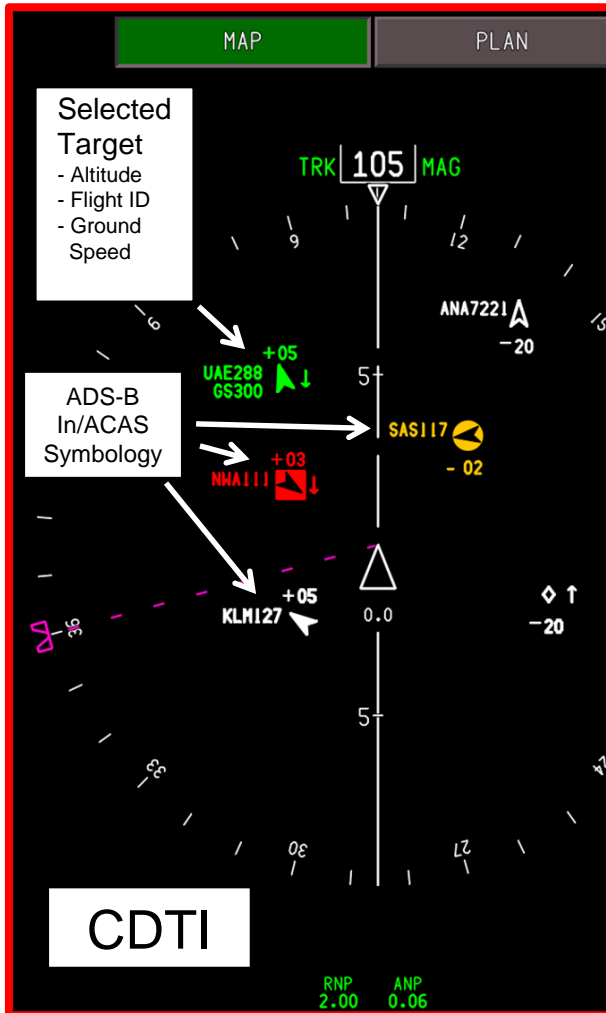 MAP
PLAN
Selected
Target
- Altitude
- Flight ID
- Ground
Speed
TRK 105 MAG
9
12
6
15
ANA7221
-20
+05
UAE288
GS300
5
ADS-B
In/ACAS
Symbology
SAS117
- 02
+03
NWA111
+05
KLM127
0.0
-20
36
5
33
24
30
27
CDTI
RNP
2.00
ANP
0.06